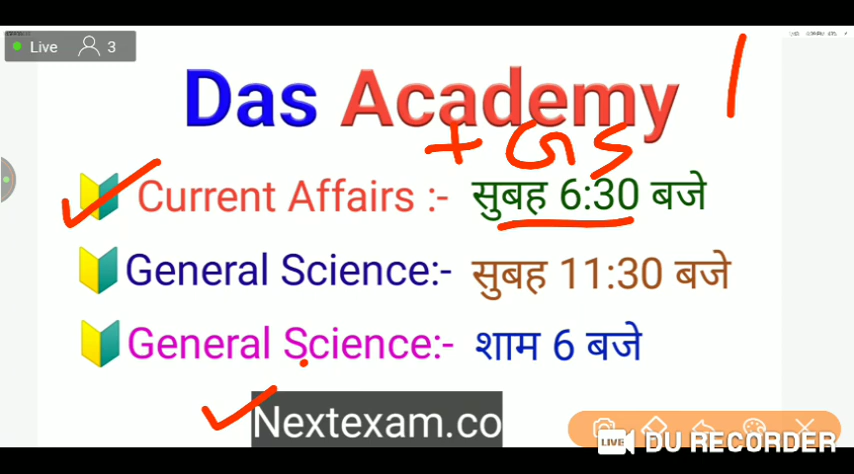 Live 3
Das Academy
+ GS
Current Affairs :- सुबह 6:30 बजे
General Science:- सुबह 11:30 बजे
General Science:- शाम 6 बजे
Nextexam.co
LIVE DU RECORDER